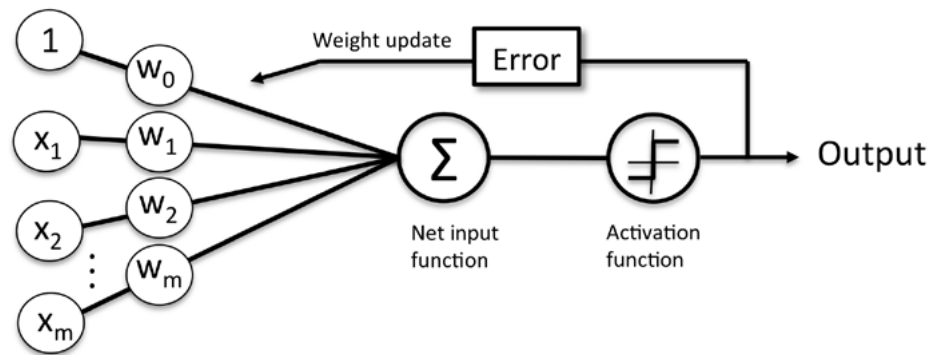 1
w0
Weight update
Error
x1
w1
Σ
Output
x2
w2
Net input
function
Activation
function
wm
xm